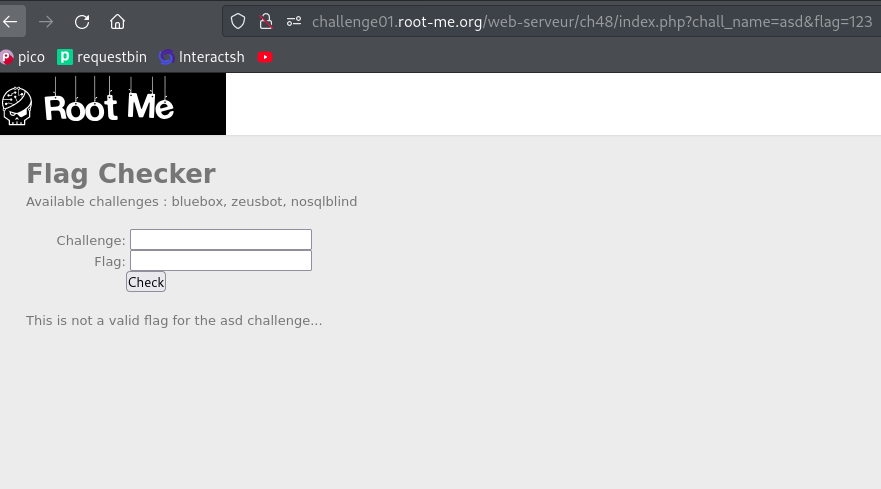 challenge01.root-me.org/web-serveur/ch48/index.php?chall_name=asd&flag=123
pico requestbin Interactsh
Root Me
Flag Checker
Available challenges : bluebox, zeusbot, nosqlblind
Challenge:
Flag:
Check
This is not a valid flag for the asd challenge...